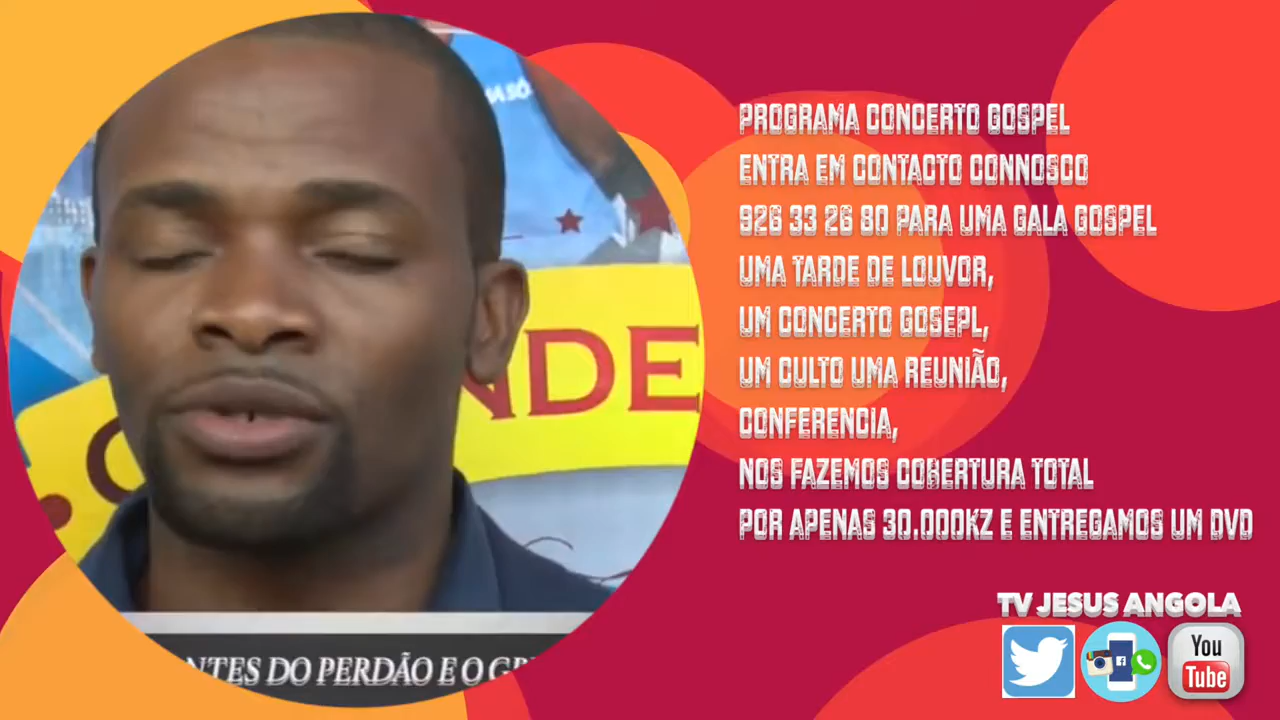 PROGRAMA CONCERTO GOSPEL
ENTRA EM CONTACTO CONNOSCO
926 33 26 80 PARA UMA GALA GOSPEL
UMA TARDE DE LOUVOR,
UM CONCERTO GOSEPL,
UM CULTO UMA REUNIÃO,
CONFERENCIA,
NOS FAZEMOS COBERTURA TOTAL
POR APENAS 30.000KZ E ENTREGAMOS UM DVD
TV JESUS ANGOLA
You
Tube
NDE
DO PERDÃO E O